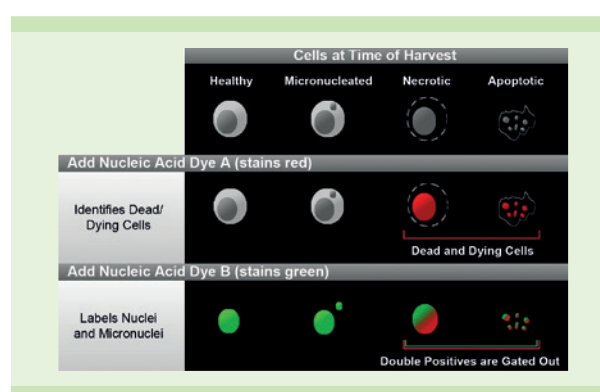 Cells at Time of Harvest
Healthy Micronucleated Necrotic Apoptotic
Add Nucleic Acid Dye A (stains red)
Identifies Dead/
Dying Cells
Dead and Dying Cells
Add Nucleic Acid Dye B (stains green)
Labels Nuclei
and Micronuclei
Double Positives are Gated Out